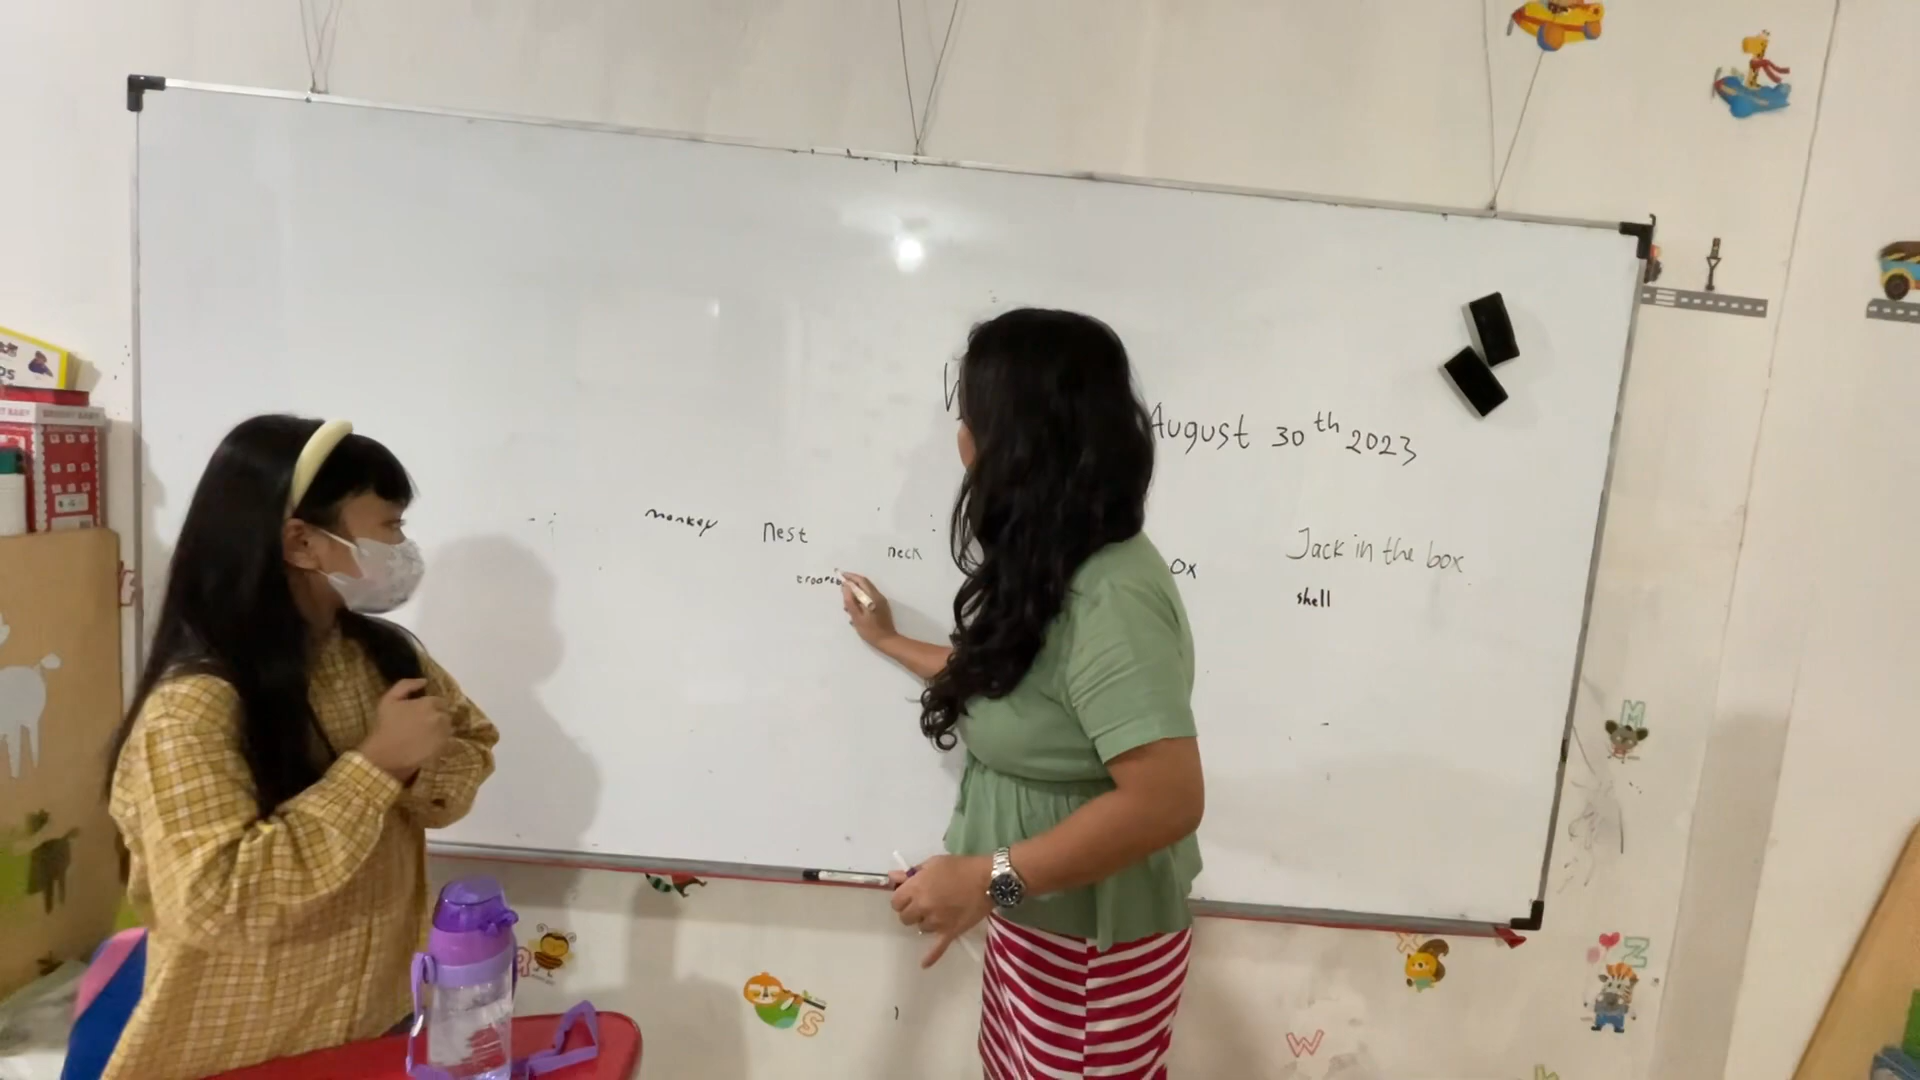 August 30th 2023
monkey nest neck ox Jack in the box
shell
M
S
Z
W